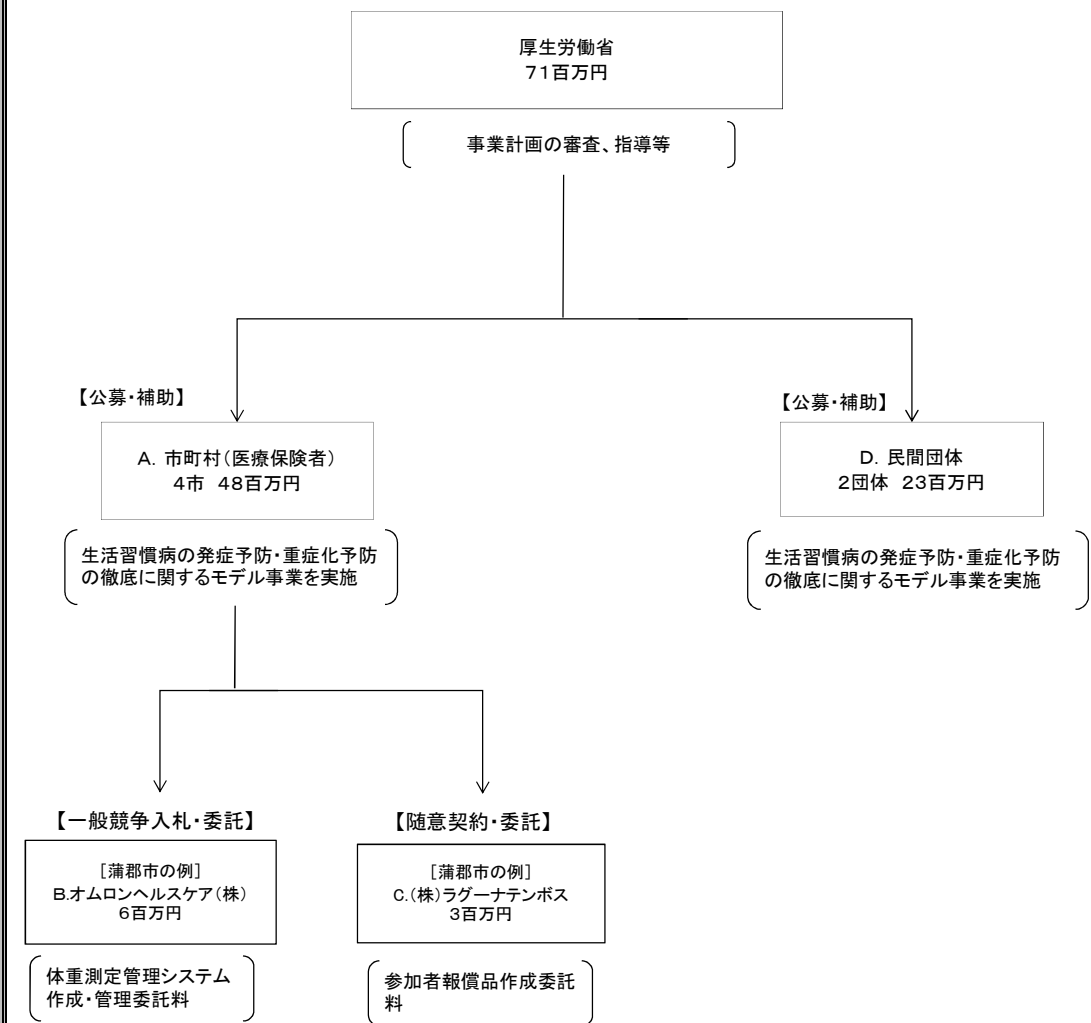 厚生労働省
71百万円
事業計画の審査、指導等
【公募・補助】
A. 市町村(医療保険者)
4市 48百万円
生活習慣病の発症予防・重症化予防
の徹底に関するモデル事業を実施
【公募・補助】
D. 民間団体
2団体 23百万円
生活習慣病の発症予防・重症化予防
の徹底に関するモデル事業を実施
【一般競争入札・委託】
[蒲郡市の例]
B.オムロンヘルスケア(株)
6百万円
体重測定管理システム
作成・管理委託料
【随意契約・委託】
[蒲郡市の例]
C.(株)ラグーナテンボス
3百万円
参加者報償品作成委託
料